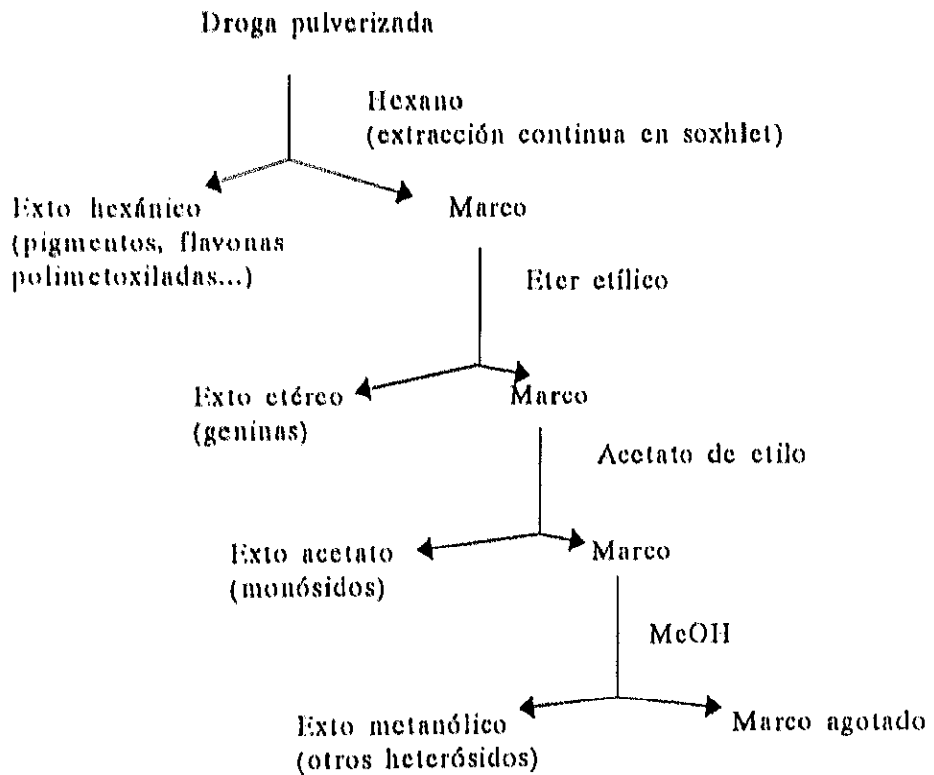 Droga pulverizada
Hexano
(extracción continua en soxhlet)
Exto hexánico
(pigmentos, flavonas
polimetoxiladas...)
Marco
Eter etílico
Exto etéreo
(geninas)
Marco
Acetato de etilo
Exto acetato
(monósidos)
Marco
MeOH
Exto metanólico
(otros heterósidos)
Marco agotado